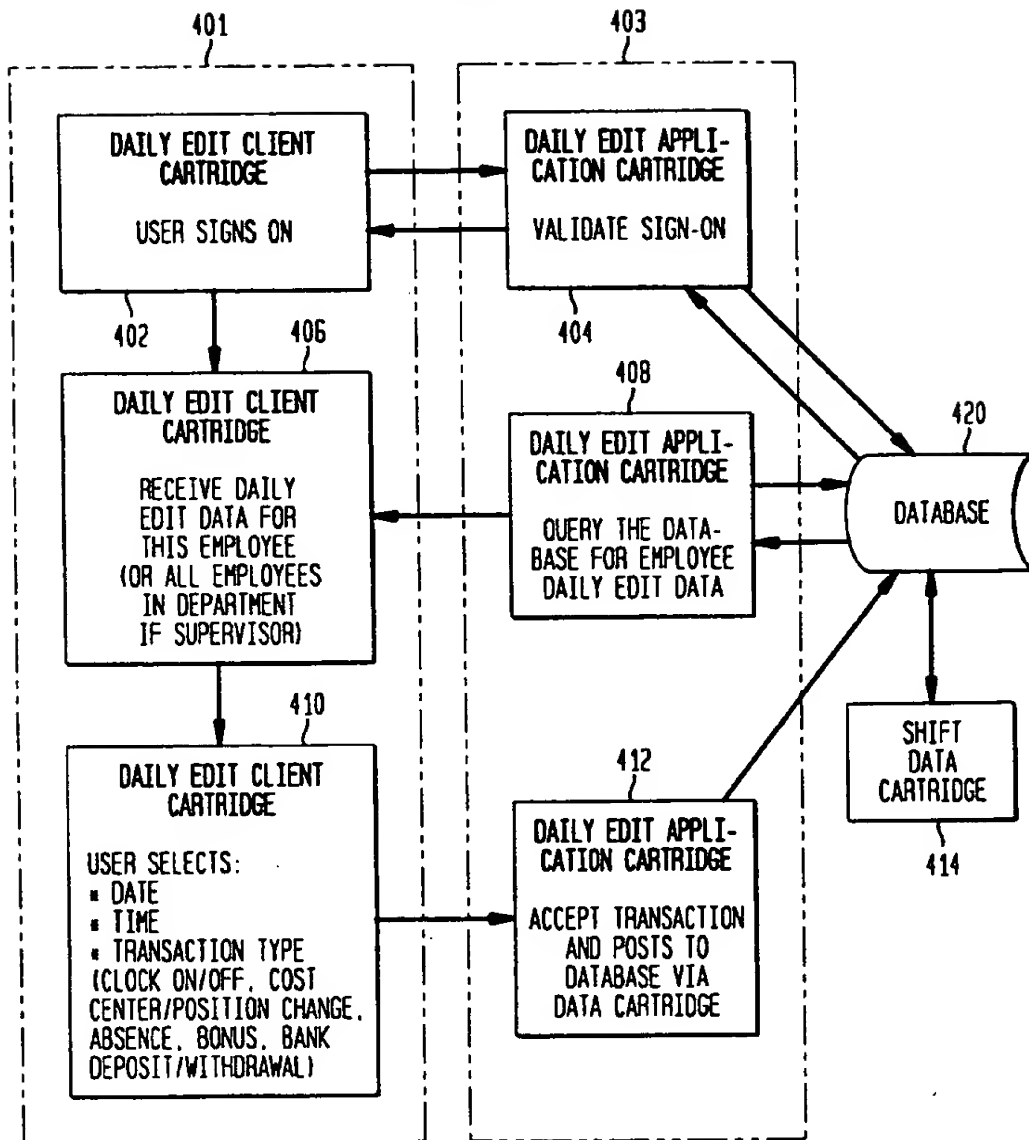 401
403
DAILY EDIT CLIENT
CARTRIDGE
USER SIGNS ON
402
DAILY EDIT APPLI-
CATION CARTRIDGE
VALIDATE SIGN-ON
404
406
DAILY EDIT CLIENT
CARTRIDGE
RECEIVE DAILY
EDIT DATA FOR
THIS EMPLOYEE
(OR ALL EMPLOYEES
IN DEPARTMENT
IF SUPERVISOR)
408
DAILY EDIT APPLI-
CATION CARTRIDGE
QUERY THE DATA-
BASE FOR EMPLOYEE
DAILY EDIT DATA
420
DATABASE
410
DAILY EDIT CLIENT
CARTRIDGE
USER SELECTS:
* DATE
* TIME
* TRANSACTION TYPE
(CLOCK ON/OFF, COST
CENTER/POSITION CHANGE,
ABSENCE, BONUS, BANK
DEPOSIT/WITHDRAWAL)
412
DAILY EDIT APPLI-
CATION CARTRIDGE
ACCEPT TRANSACTION
AND POSTS TO
DATABASE VIA
DATA CARTRIDGE
SHIFT
DATA
CARTRIDGE
414